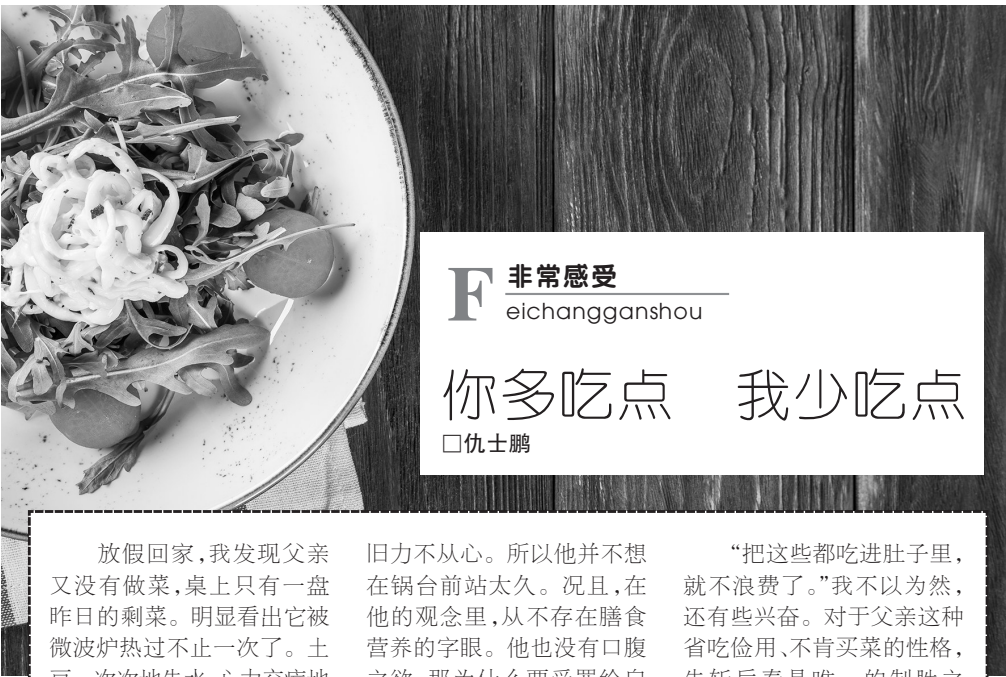 F 非常感受
eichangganshou
你多吃点 我少吃点
□仇士鹏
放假回家，我发现父亲
又没有做菜，桌上只有一盘
昨日的剩菜。明显看出它被
微波炉热过不止一次了。土
旧力不从心。所以他并不想
在锅台前站太久。况且，在
他的观念里，从不存在膳食
营养的字眼。他也没有口腹
“把这些都吃进肚子里，
就不浪费了。”我不以为然，
还有些兴奋。对于父亲这种
省吃俭用、不肯买菜的性格，